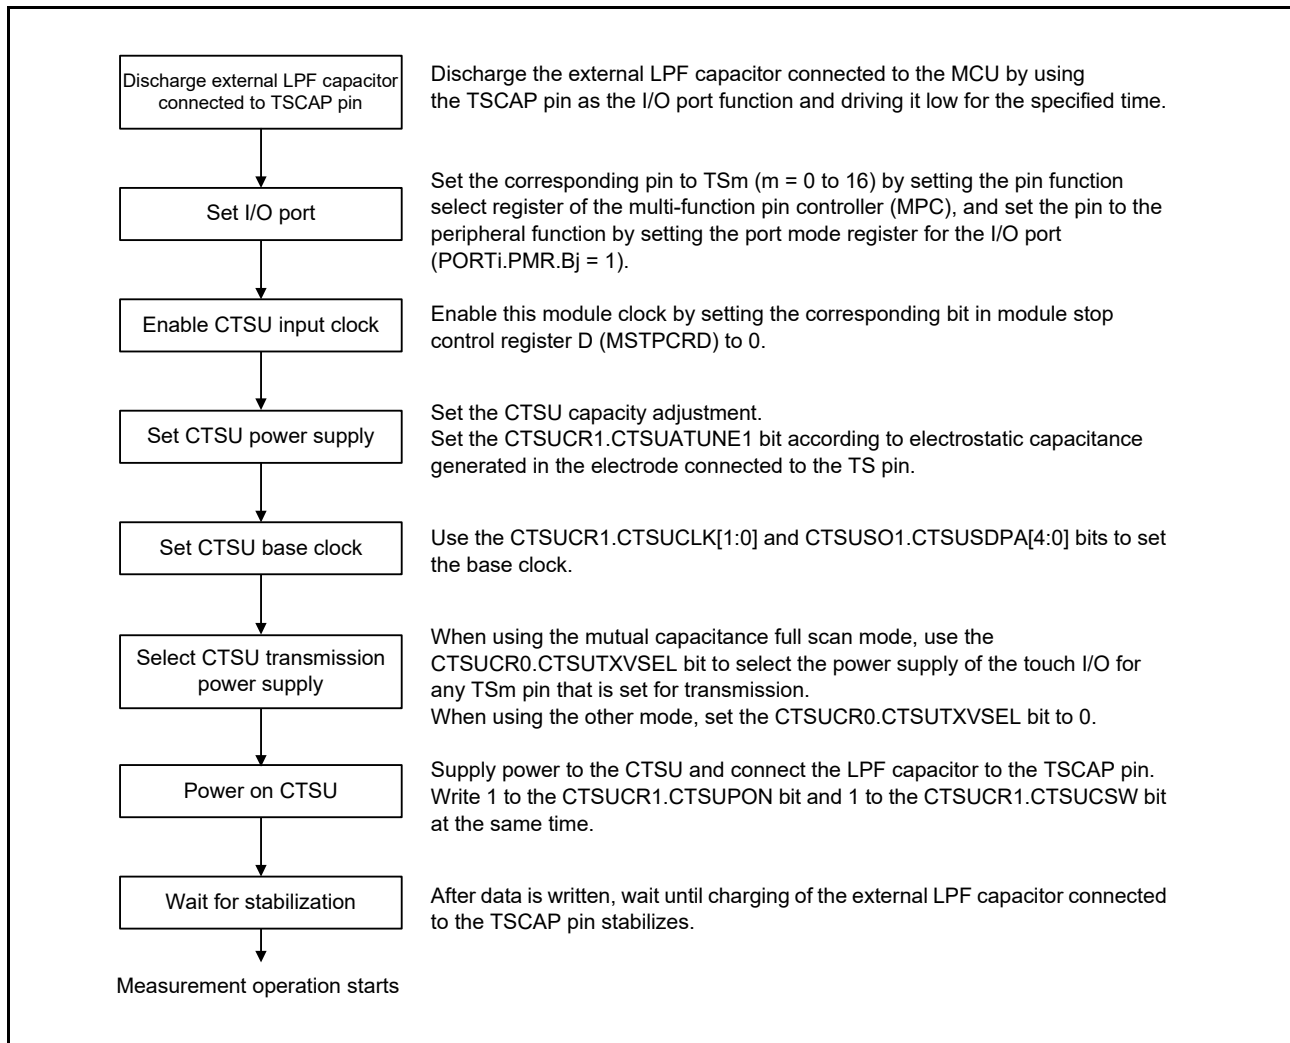 Discharge external LPF capacitor
connected to TSCAP pin
Discharge the external LPF capacitor connected to the MCU by using
the TSCAP pin as the I/O port function and driving it low for the specified time.
Set I/O port
Set the corresponding pin to TSm (m = 0 to 16) by setting the pin function
select register of the multi-function pin controller (MPC), and set the pin to the
peripheral function by setting the port mode register for the I/O port
(PORTi.PMR.Bj = 1).
Enable CTSU input clock
Enable this module clock by setting the corresponding bit in module stop
control register D (MSTPCRD) to 0.
Set CTSU power supply
Set the CTSU capacity adjustment.
Set the CTSUCR1.CTSUATUNE1 bit according to electrostatic capacitance
generated in the electrode connected to the TS pin.
Set CTSU base clock
Use the CTSUCR1.CTSUCLK[1:0] and CTSUSO1.CTSUSDPA[4:0] bits to set
the base clock.
Select CTSU transmission
power supply
When using the mutual capacitance full scan mode, use the
CTSUCR0.CTSUTXVSEL bit to select the power supply of the touch I/O for
any TSm pin that is set for transmission.
When using the other mode, set the CTSUCR0.CTSUTXVSEL bit to 0.
Power on CTSU
Supply power to the CTSU and connect the LPF capacitor to the TSCAP pin.
Write 1 to the CTSUCR1.CTSUPON bit and 1 to the CTSUCR1.CTSUCSW bit
at the same time.
Wait for stabilization
After data is written, wait until charging of the external LPF capacitor connected
to the TSCAP pin stabilizes.
Measurement operation starts